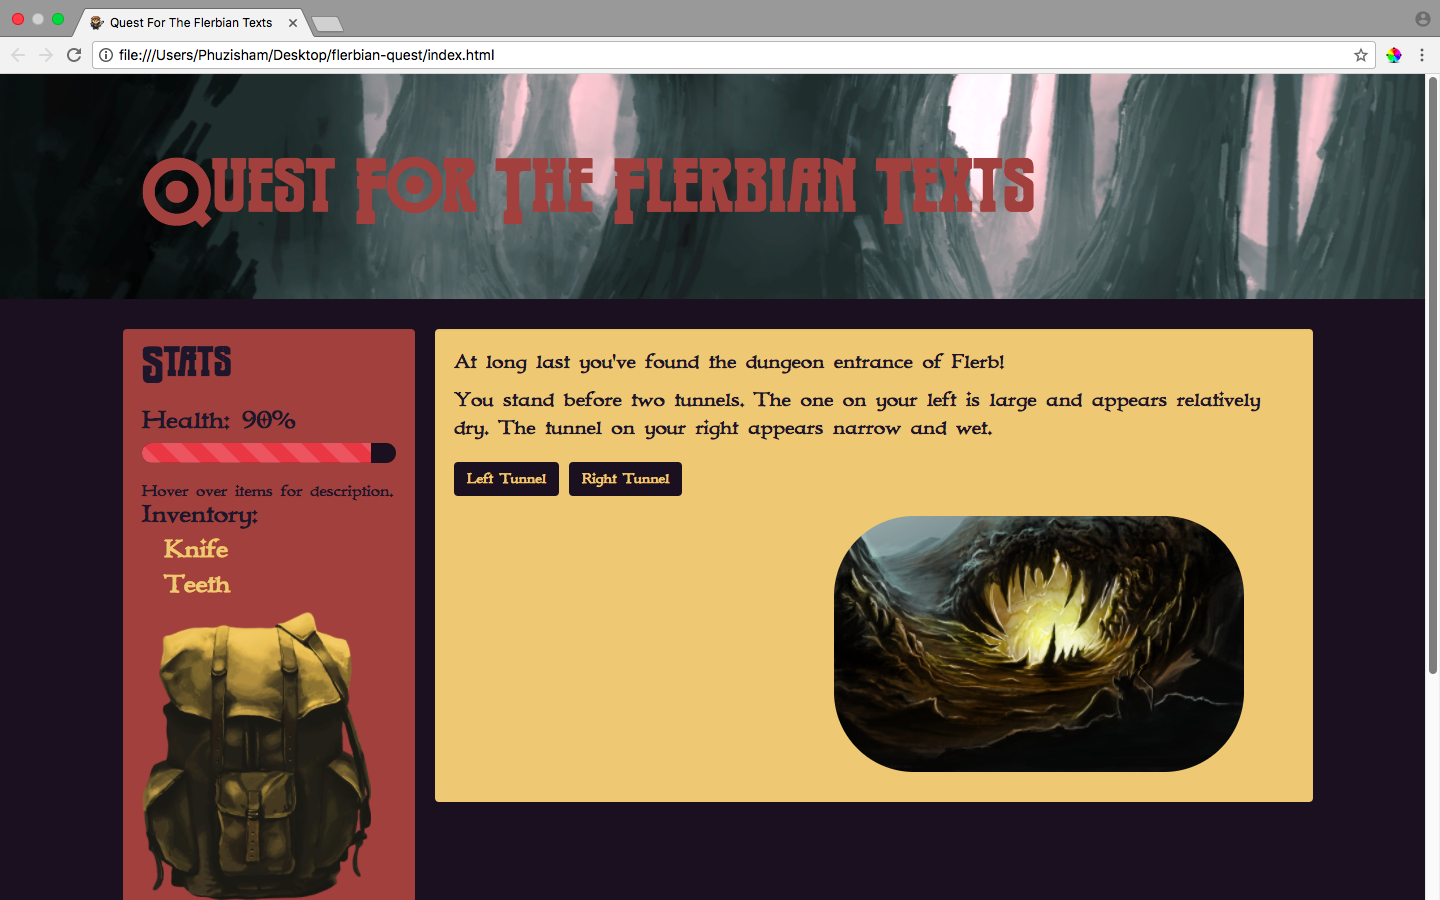 Quest For The Flerbian Texts
file:///Users/Phuzisham/Desktop/flerbian-quest/index.html
Quest For The Flerbian Texts
Stats
Health: 90%
Hover over items for description.
Inventory:
Knife
Teeth
At long last you've found the dungeon entrance of Flerb!
You stand before two tunnels. The one on your left is large and appears relatively
dry. The tunnel on your right appears narrow and wet.
Left Tunnel
Right Tunnel